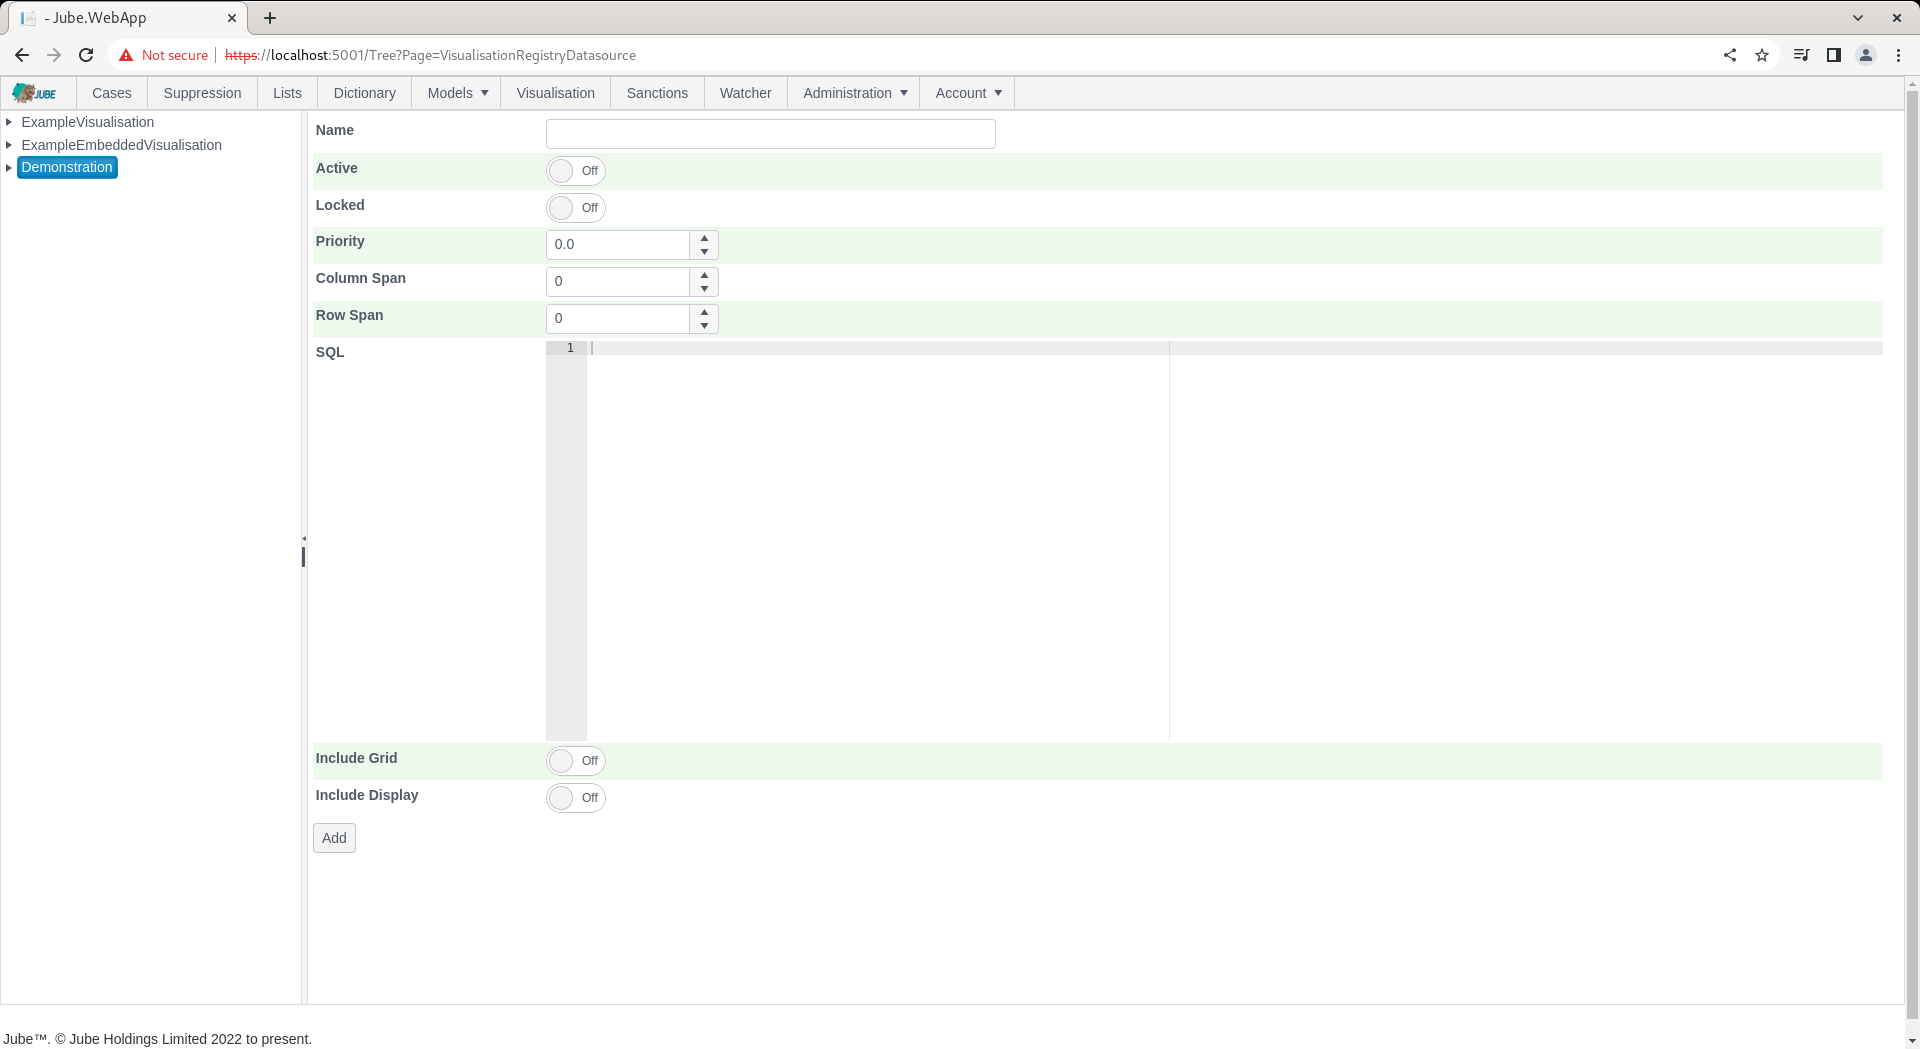 - Jube.WebApp
Not secure https://localhost:5001/Tree?Page=VisualisationRegistryDatasource
JUBE Cases Suppression Lists Dictionary Models Visualisation Sanctions Watcher Administration Account
ExampleVisualisation
ExampleEmbeddedVisualisation
Demonstration
Name
Active Off
Locked Off
Priority 0.0
Column Span 0
Row Span 0
SQL 1
Include Grid Off
Include Display Off
Add
Jube™. © Jube Holdings Limited 2022 to present.